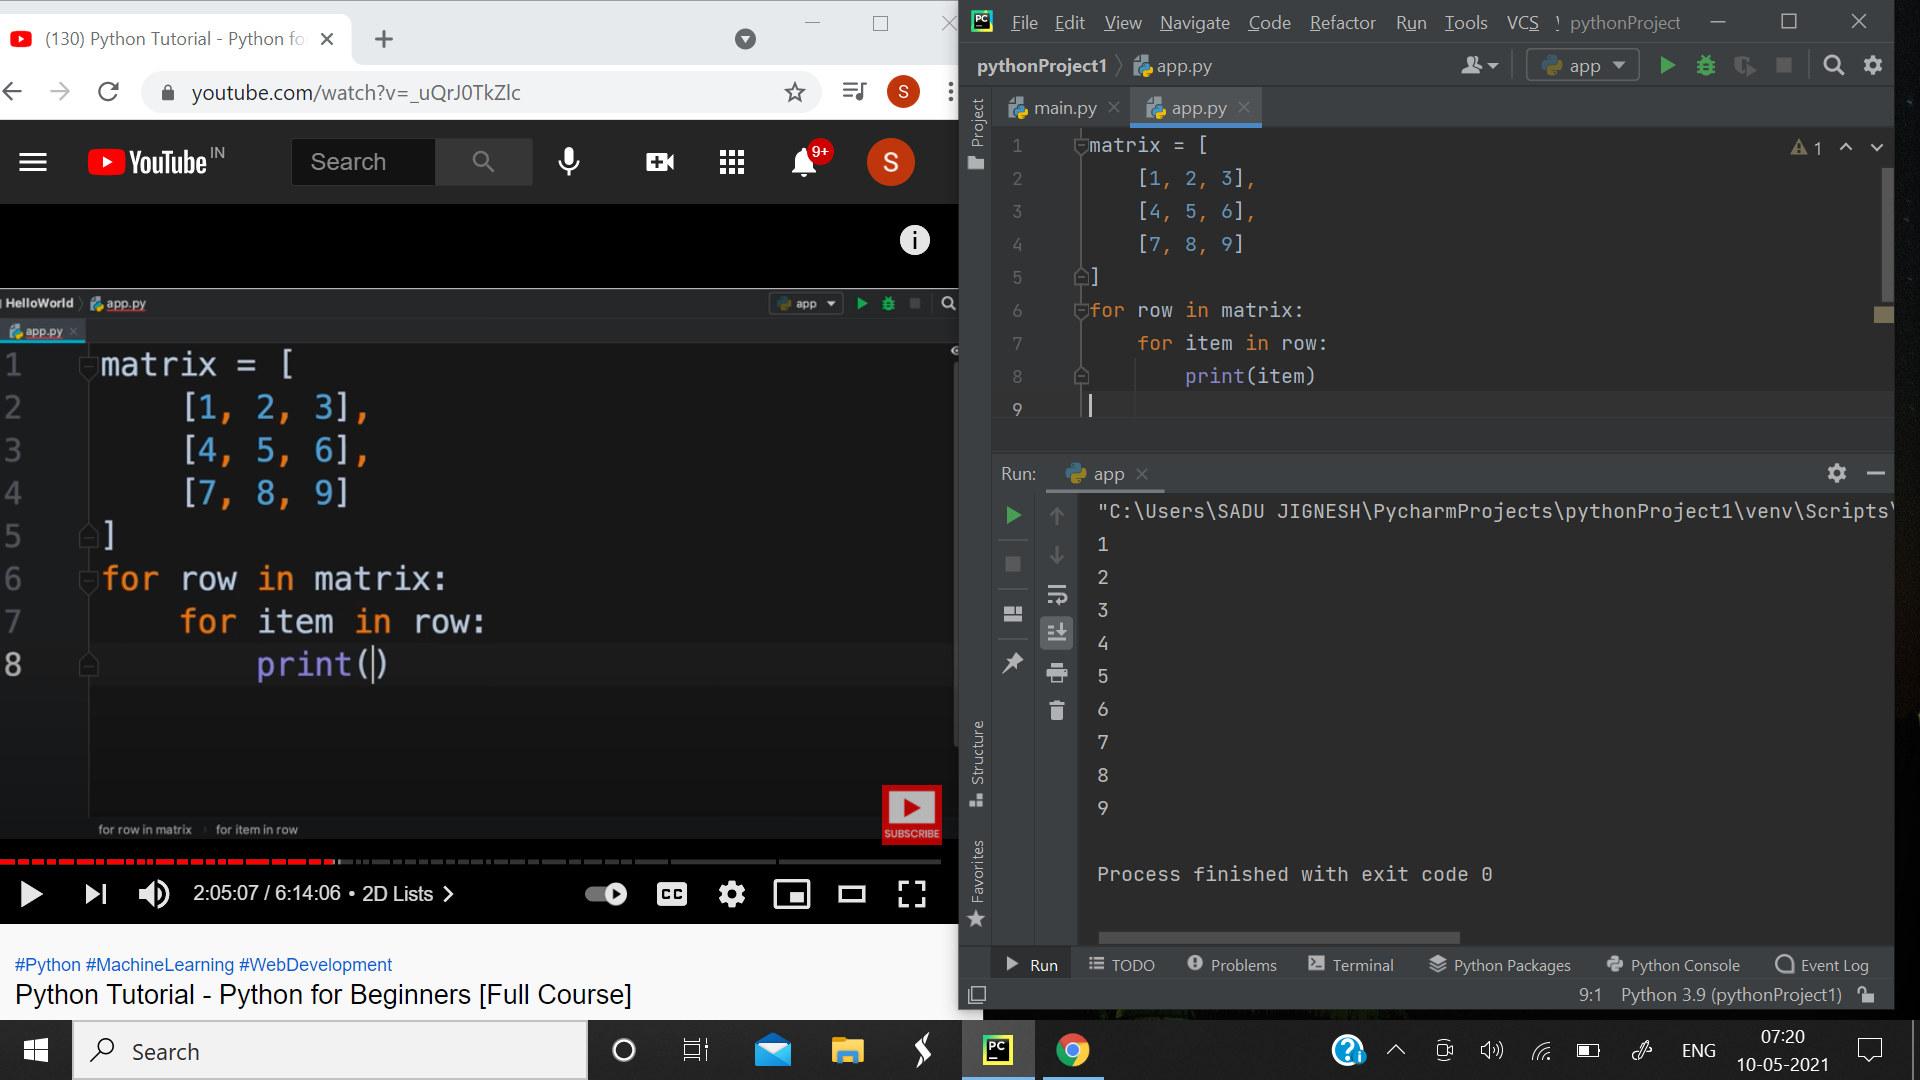 (130) Python Tutorial - Python fo
youtube.com/watch?v=_uQrJ0TkZlc
S
YouTube IN
Search
9+
S
i
HelloWorld app.py
app
app.py
1 matrix = [
2 [1, 2, 3],
3 [4, 5, 6],
4 [7, 8, 9]
5 ]
6 for row in matrix:
7 for item in row:
8 print()
SUBSCRIBE
for row in matrix for item in row
2:05:07 / 6:14:06 • 2D Lists
CC
#Python #MachineLearning #WebDevelopment
Python Tutorial - Python for Beginners [Full Course]
PC File Edit View Navigate Code Refactor Run Tools VCS pythonProject
pythonProject1 app.py
app
Project
main.py app.py
1 matrix = [
2 [1, 2, 3],
3 [4, 5, 6],
4 [7, 8, 9]
5 ]
6 for row in matrix:
7 for item in row:
8 print(item)
9
1
Run: app
"C:\Users\SADU JIGNESH\PycharmProjects\pythonProject1\venv\Scripts\
1
2
3
4
5
6
7
8
9
Process finished with exit code 0
Structure
Favorites
Run TODO Problems Terminal Python Packages Python Console Event Log
9:1 Python 3.9 (pythonProject1)
Search
PC
ENG
07:20
10-05-2021